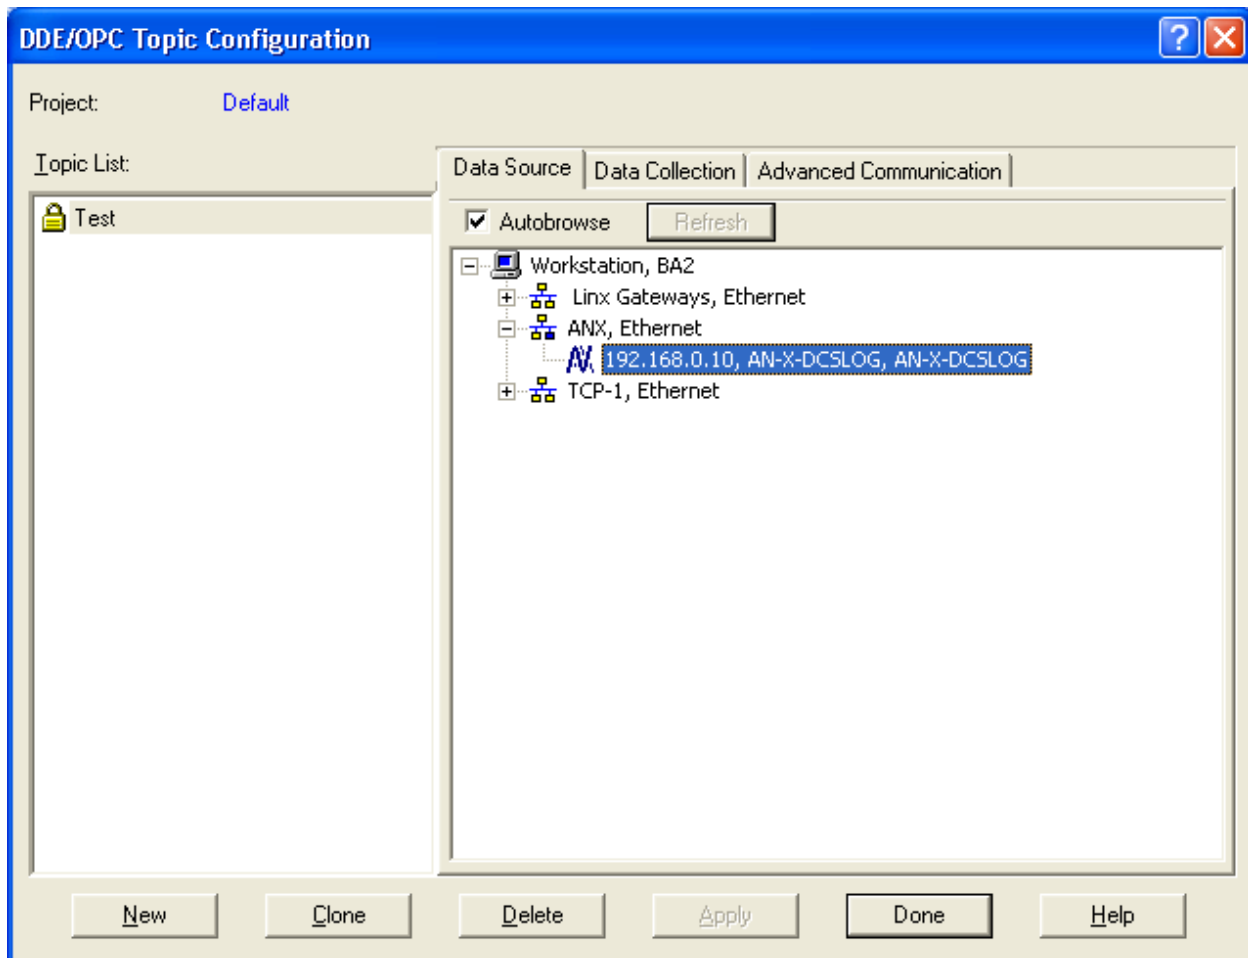 DDE/OPC Topic Configuration
Project: Default
Topic List:
Data Source Data Collection Advanced Communication
Test
Autobrowse Refresh
Workstation, BA2
Linx Gateways, Ethernet
ANX, Ethernet
192.168.0.10, AN-X-DCSLOG, AN-X-DCSLOG
TCP-1, Ethernet
New Clone Delete Apply Done Help